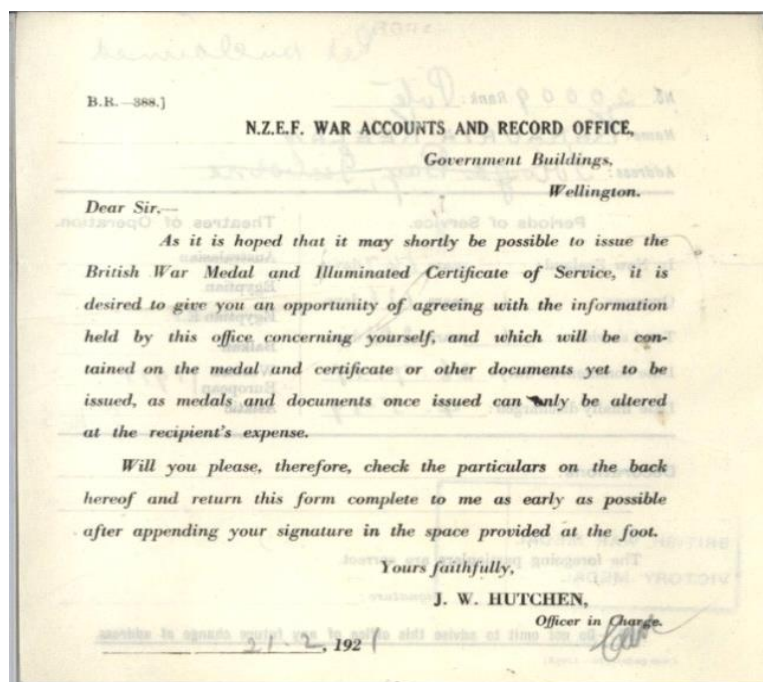 B.R.—388.]
N.Z.E.F. WAR ACCOUNTS AND RECORD OFFICE,
Government Buildings,
Wellington.
Dear Sir,—
As it is hoped that it may shortly be possible to issue the
British War Medal and Illuminated Certificate of Service, it is
desired to give you an opportunity of agreeing with the information
held by this office concerning yourself, and which will be con-
tained on the medal and certificate or other documents yet to be
issued, as medals and documents once issued can only be altered
at the recipient's expense.
Will you please, therefore, check the particulars on the back
hereof and return this form complete to me as early as possible
after appending your signature in the space provided at the foot.
Yours faithfully,
J. W. HUTCHEN,
Officer in Charge.
21. 2, 1921